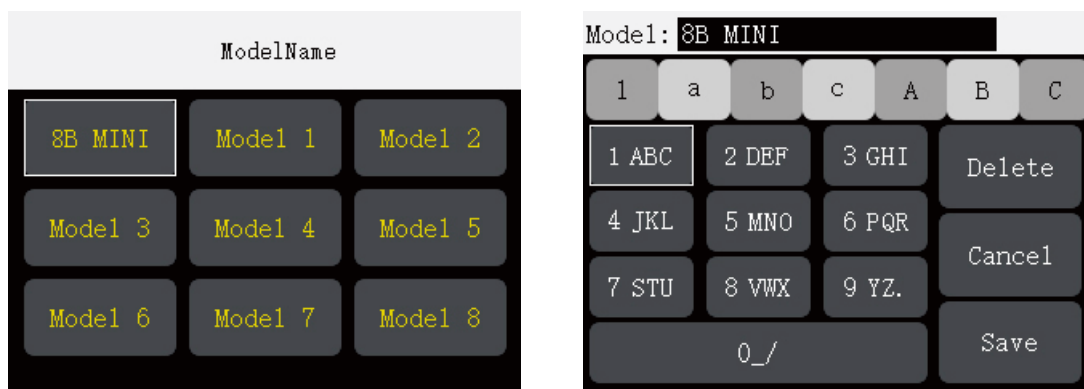 ModelName
8B MINI Model 1 Model 2
Model 3 Model 4 Model 5
Model 6 Model 7 Model 8
Model: 8B MINI
1 a b c A B C
1 ABC 2 DEF 3 GHI Delete
4 JKL 5 MNO 6 PQR
Cancel
7 STU 8 VWX 9 YZ.
0_/ Save